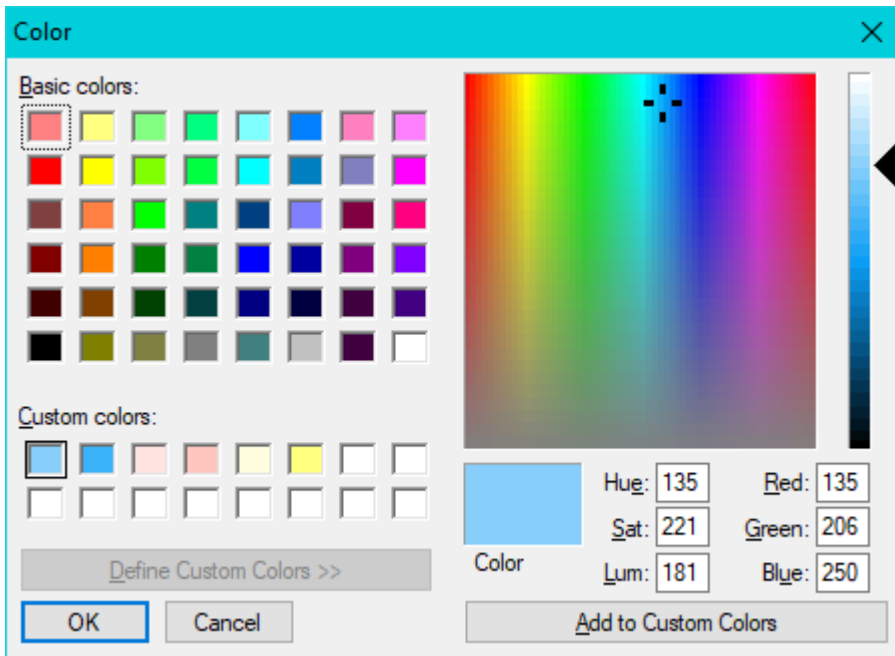 Color
Basic colors:
Custom colors:
Define Custom Colors >>
OK Cancel
Color
Hue: 135 Red: 135
Sat: 221 Green: 206
Lum: 181 Blue: 250
Add to Custom Colors